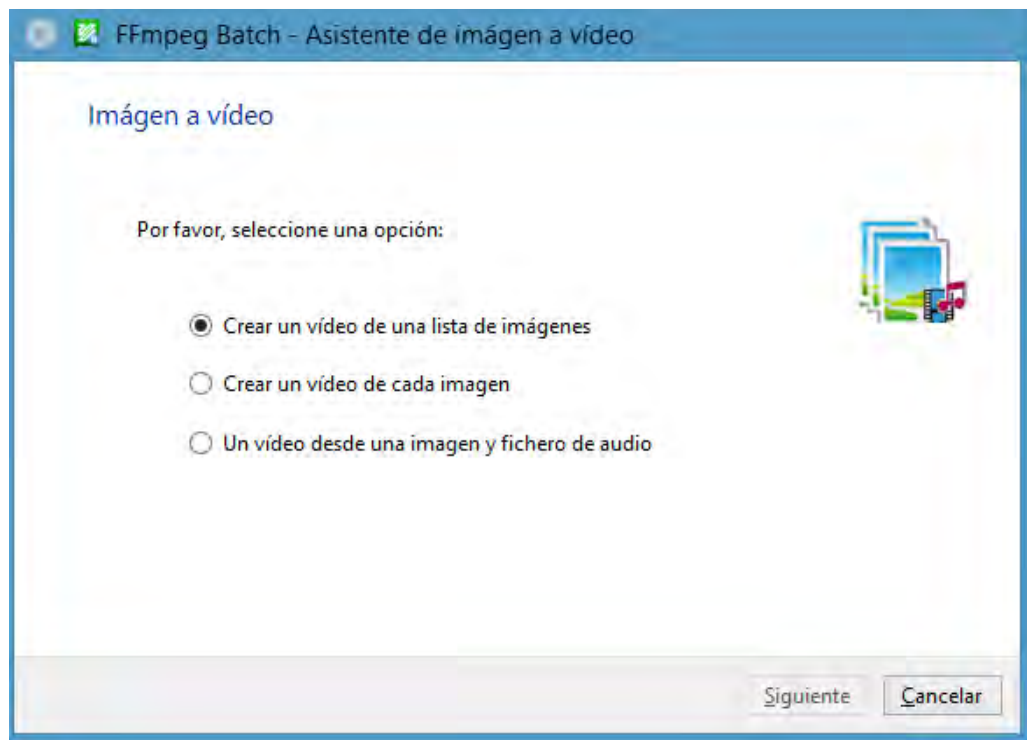 FFmpeg Batch - Asistente de imágen a vídeo
Imágen a vídeo
Por favor, seleccione una opción:
Crear un vídeo de una lista de imágenes
Crear un vídeo de cada imagen
Un vídeo desde una imagen y fichero de audio
Siguiente Cancelar